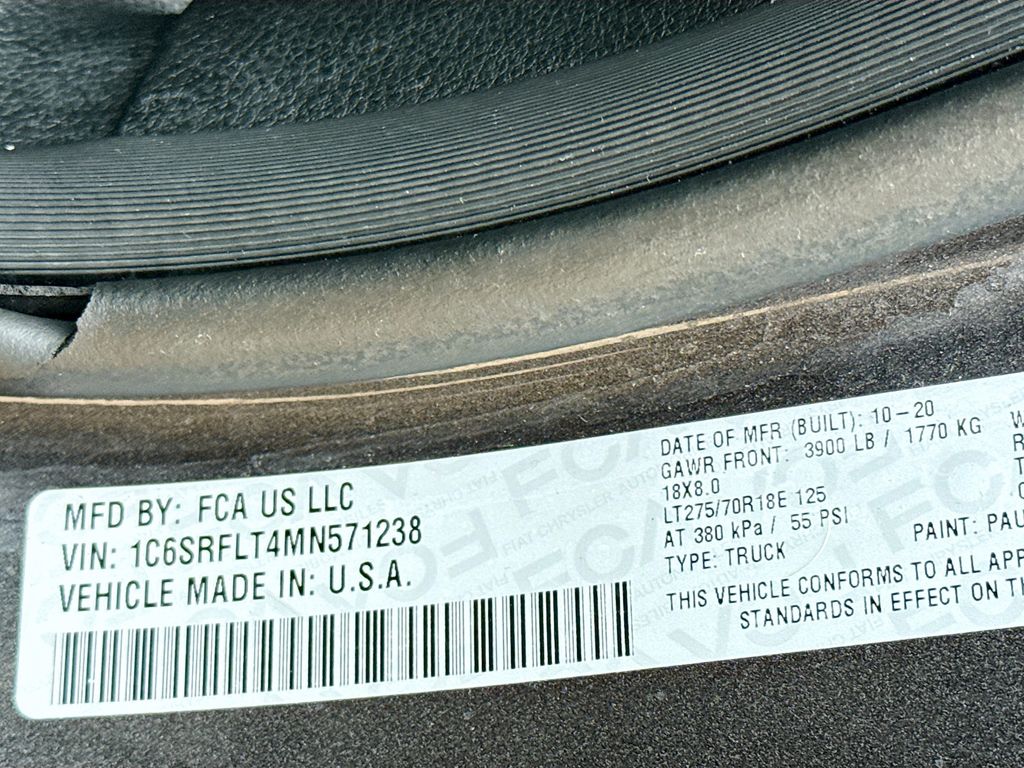 MFD BY: FCA US LLC
VIN: 1C6SRFLT4MN571238
VEHICLE MADE IN: U.S.A.
DATE OF MFR (BUILT): 10-20
GAWR FRONT: 3900 LB / 1770 KG
18X8.0
LT275/70R18E 125
AT 380 kPa / 55 PSI
TYPE: TRUCK
PAINT: PAU
THIS VEHICLE CONFORMS TO ALL APP
STANDARDS IN EFFECT ON